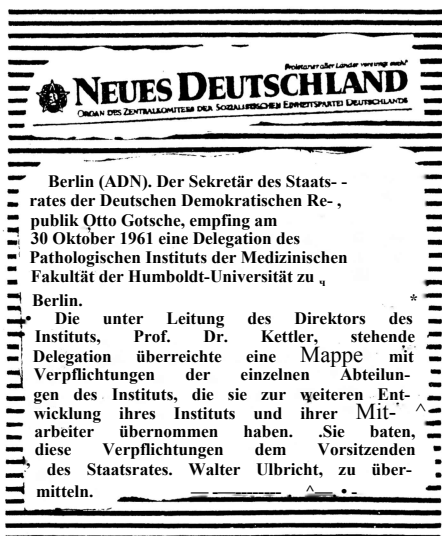 Proletarier aller Länder vereinigt euch!
NEUES DEUTSCHLAND
ORGAN DES ZENTRALKOMITEES DER SOZIALISTISCHEN EINHEITSPARTEI DEUTSCHLANDS
Berlin (ADN). Der Sekretär des Staats- -
rates der Deutschen Demokratischen Re- ,
publik Otto Gotsche, empfing am
30 Oktober 1961 eine Delegation des
Pathologischen Instituts der Medizinischen
Fakultät der Humboldt-Universität zu
Berlin. *
• Die unter Leitung des Direktors des
Instituts, Prof. Dr. Kettler, stehende
Delegation überreichte eine Mappe mit
Verpflichtungen der einzelnen Abteilun-
gen des Instituts, die sie zur weiteren Ent-
wicklung ihres Instituts und ihrer Mit- ^
arbeiter übernommen haben. .Sie baten,
diese Verpflichtungen dem Vorsitzenden
des Staatsrates. Walter Ulbricht, zu über-
mitteln.